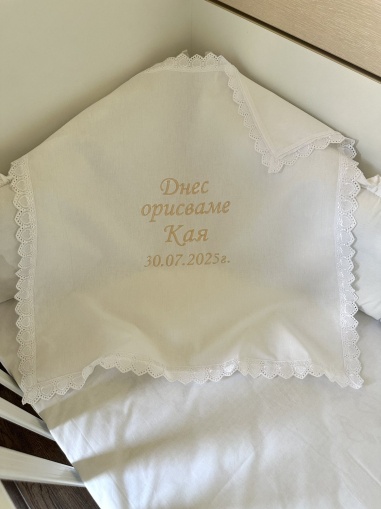 Днес
орисваме
Кая
30.07.2025г.